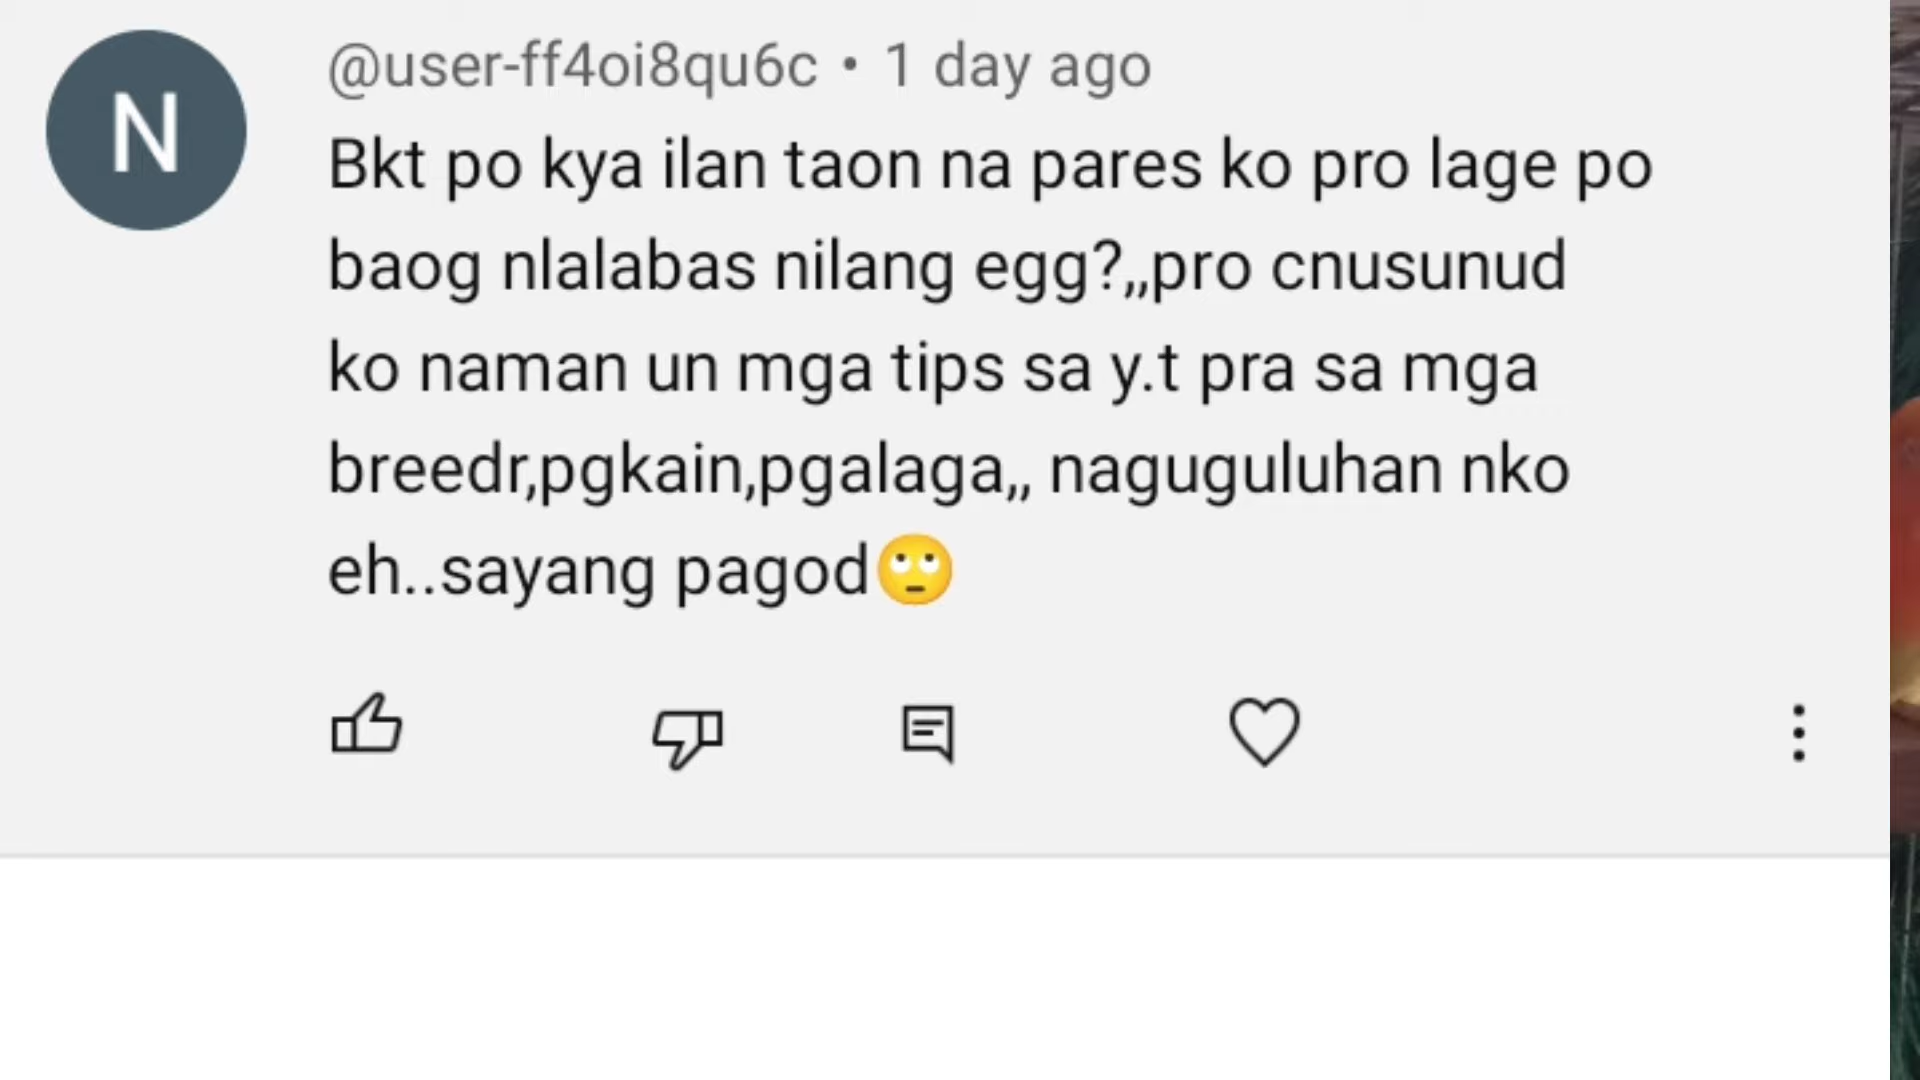 N
@user-ff4oi8qu6c • 1 day ago
Bkt po kya ilan taon na pares ko pro lage po
baog nlalabas nilang egg?,,pro cnusunud
ko naman un mga tips sa y.t pra sa mga
breedr,pgkain,pgalaga,, naguguluhan nko
eh..sayang pagod🙄